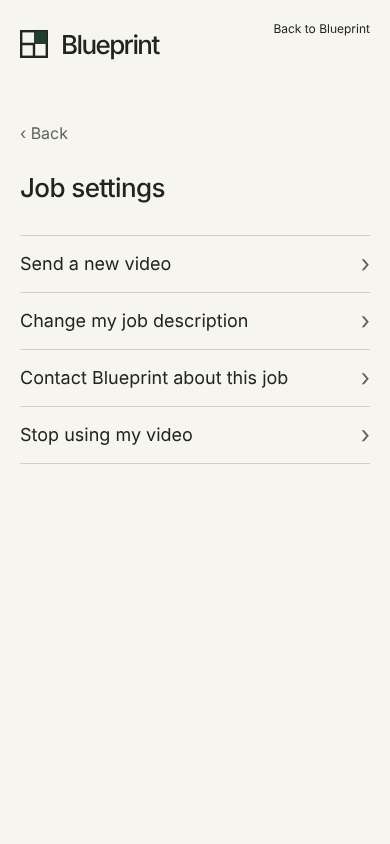 Blueprint
Back to Blueprint
‹ Back
Job settings
Send a new video
Change my job description
Contact Blueprint about this job
Stop using my video